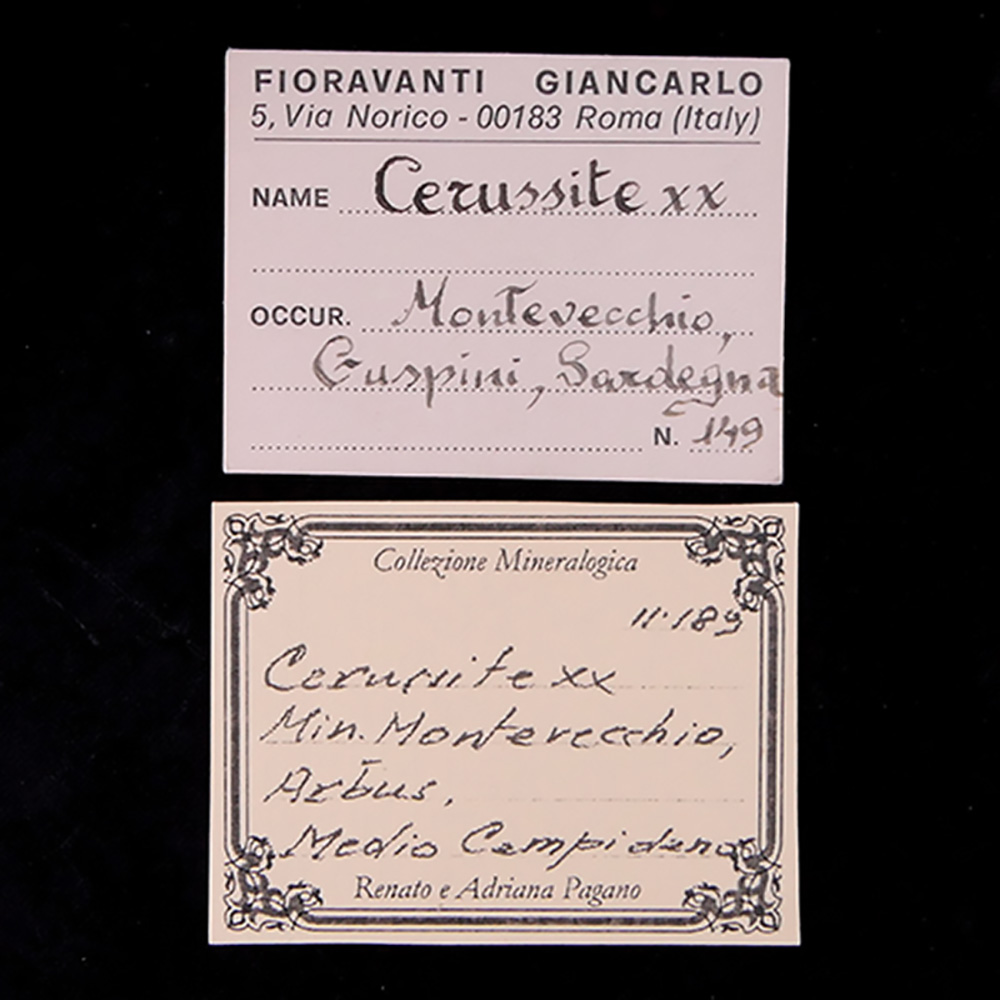 FIORAVANTI GIANCARLO
5, Via Norico - 00183 Roma (Italy)
NAME Cerussite xx
OCCUR. Montevecchio,
Guspini, Sardegna
N. 149
Collezione Mineralogica
11·189
Cerussite xx
Min. Montevecchio,
Arbus,
Medio Campidano
Renato e Adriana Pagano